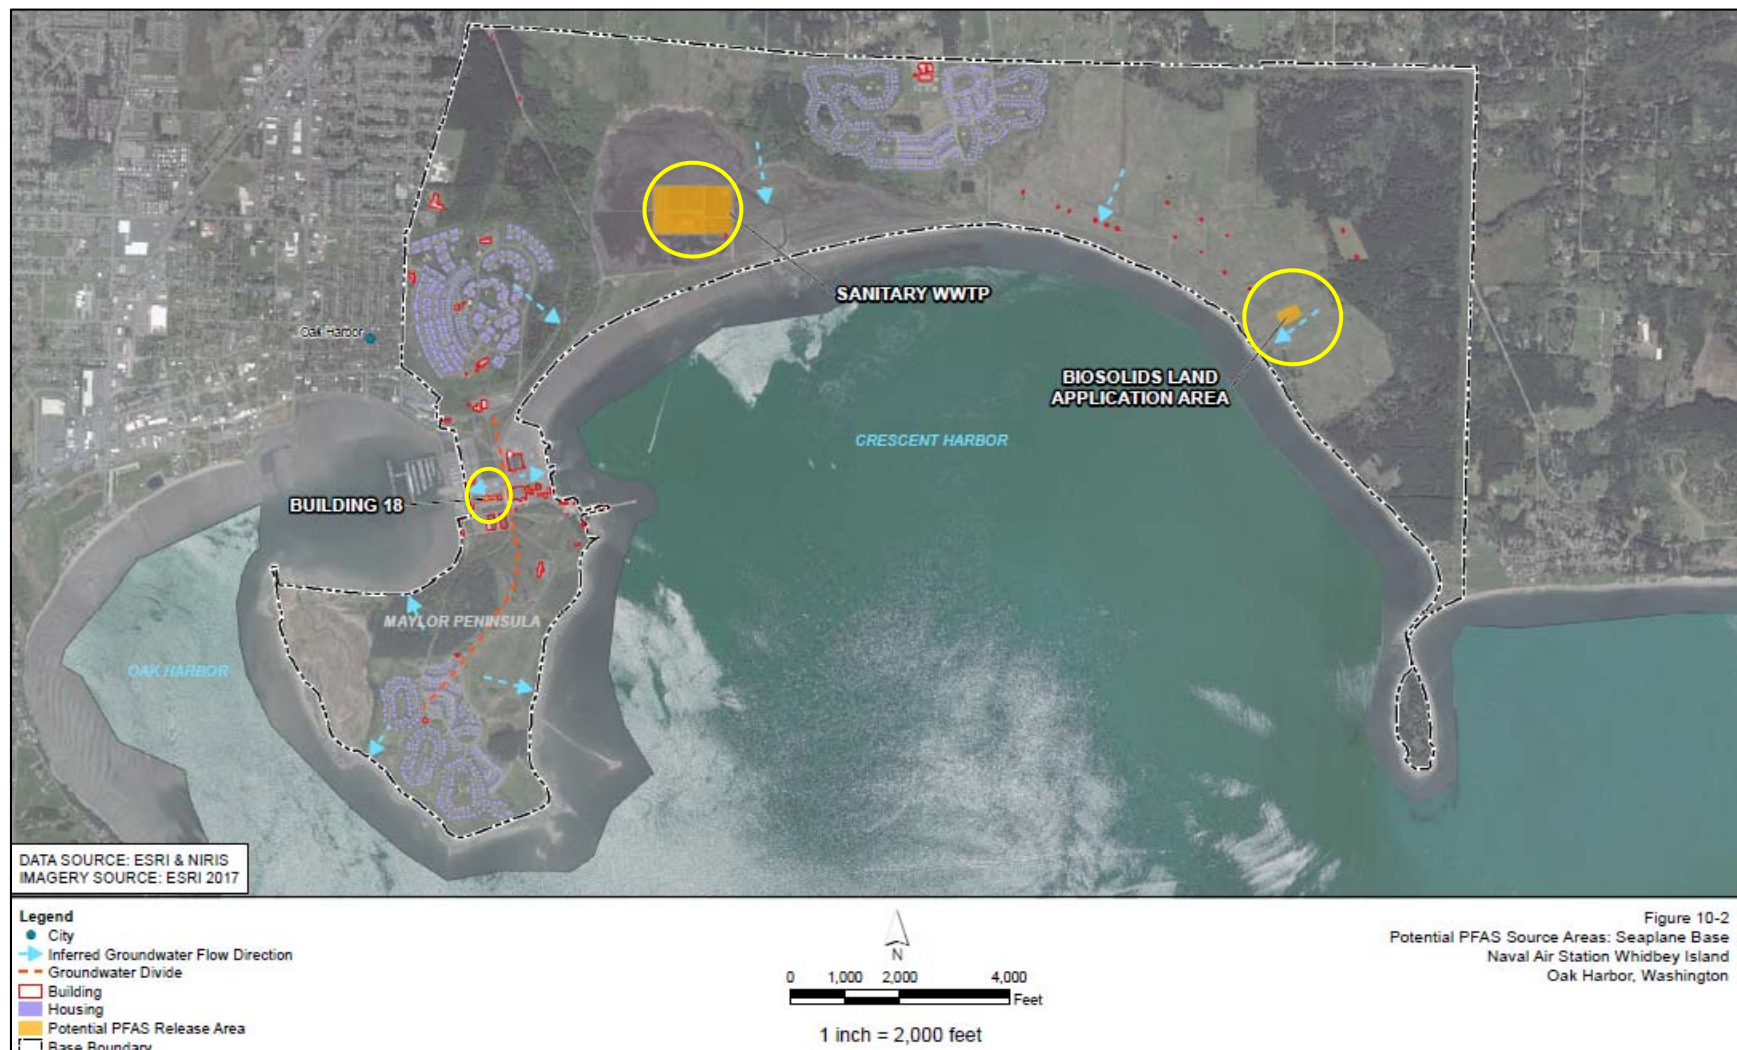 SANITARY WWTP
Oak Harbor
BIOSOLIDS LAND
APPLICATION AREA
CRESCENT HARBOR
BUILDING 18
MAYLOR PENINSULA
OAK HARBOR
DATA SOURCE: ESRI & NIRIS
IMAGERY SOURCE: ESRI 2017
Legend
City
Inferred Groundwater Flow Direction
Groundwater Divide
Building
Housing
Potential PFAS Release Area
Base Boundary
N
0 1,000 2,000 4,000
Feet
1 inch = 2,000 feet
Figure 10-2
Potential PFAS Source Areas: Seaplane Base
Naval Air Station Whidbey Island
Oak Harbor, Washington